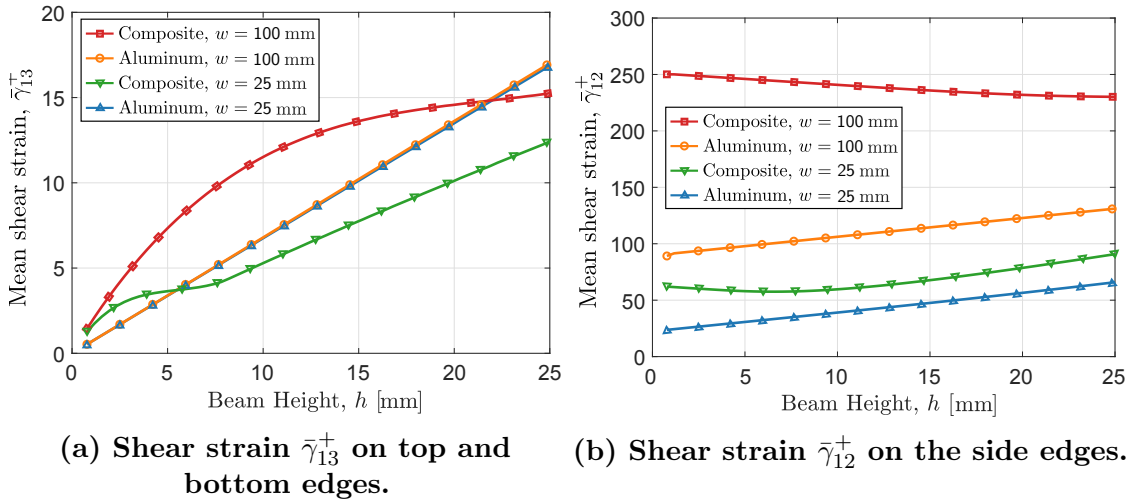 20
15
10
5
0
Mean shear strain, γ̄₁₃⁺
Composite, w = 100 mm
Aluminum, w = 100 mm
Composite, w = 25 mm
Aluminum, w = 25 mm
0 5 10 15 20 25
Beam Height, h [mm]
(a) Shear strain γ̄₁₃⁺ on top and
bottom edges.
300
250
200
150
100
50
0
Mean shear strain, γ̄₁₂⁺
Composite, w = 100 mm
Aluminum, w = 100 mm
Composite, w = 25 mm
Aluminum, w = 25 mm
0 5 10 15 20 25
Beam Height, h [mm]
(b) Shear strain γ̄₁₂⁺ on the side edges.